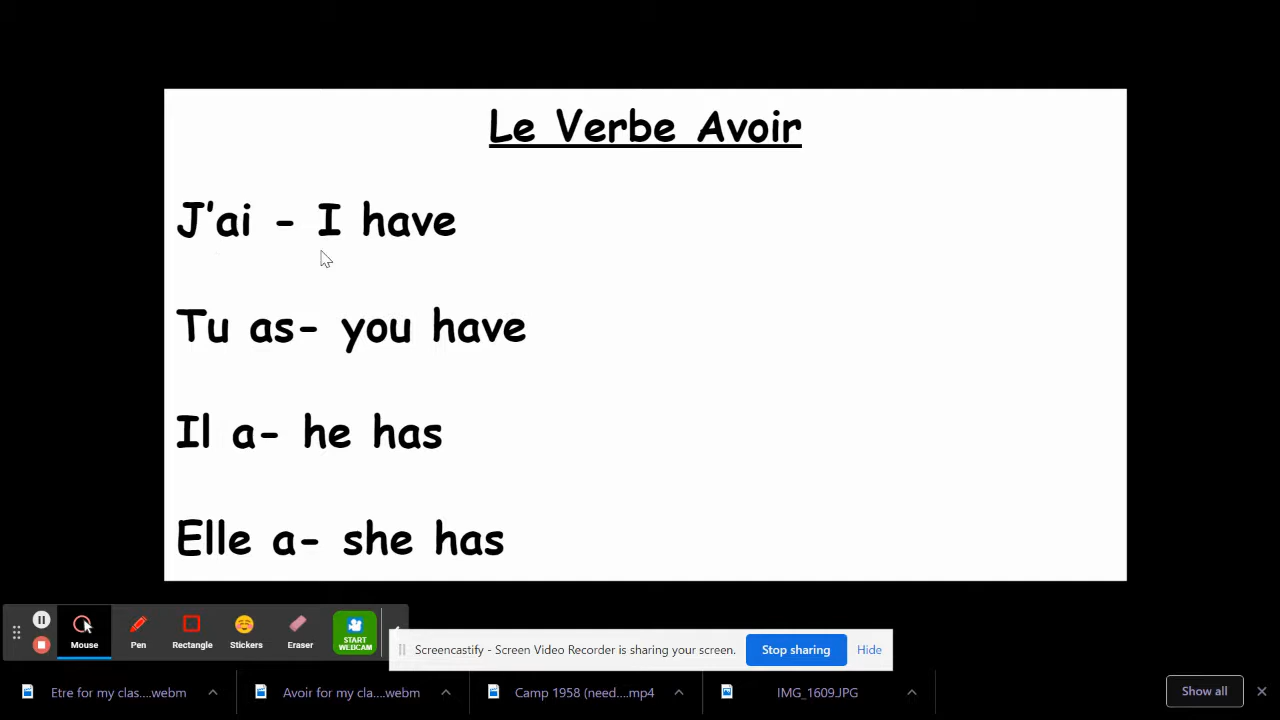 Le Verbe Avoir
J'ai - I have
Tu as- you have
Il a- he has
Elle a- she has
Mouse
Pen
Rectangle
Stickers
Eraser
START
WEBCAM
Screencastify - Screen Video Recorder is sharing your screen.
Stop sharing
Hide
Etre for my clas....webm
Avoir for my cla....webm
Camp 1958 (need....mp4
IMG_1609.JPG
Show all